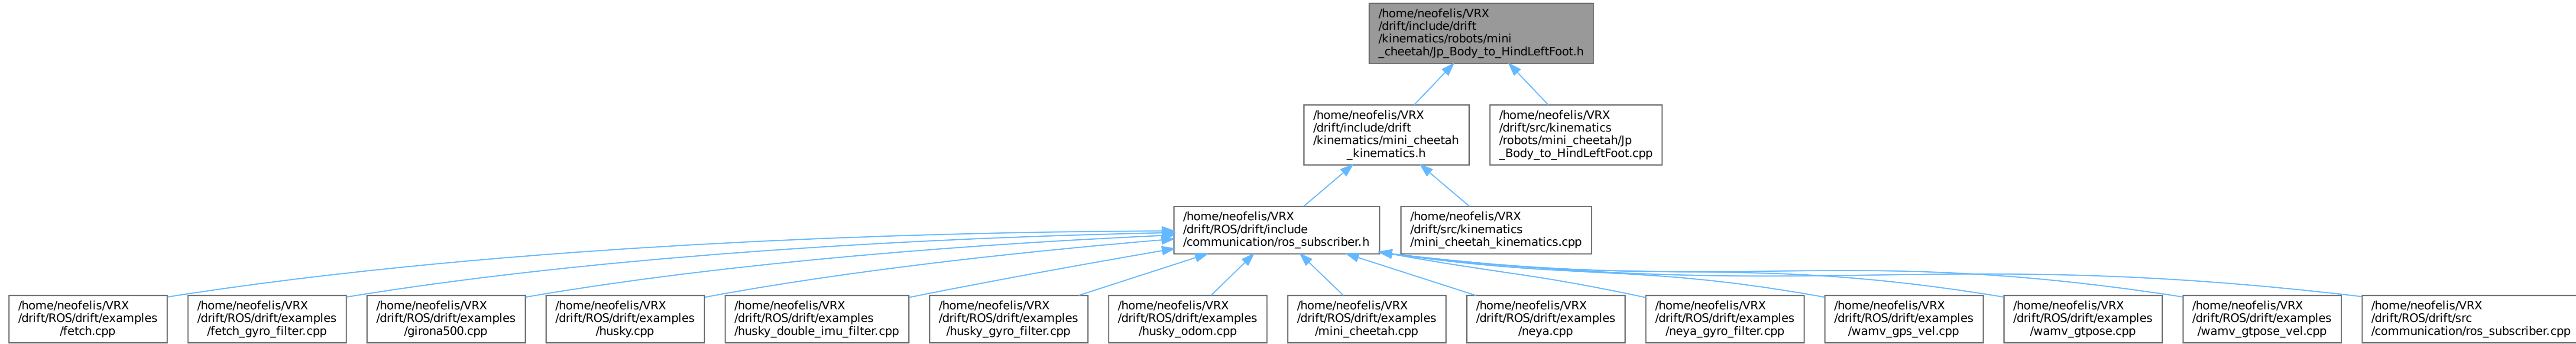 /home/neofelis/VRX
/drift/include/drift
/kinematics/robots/mini
_cheetah/Jp_Body_to_HindLeftFoot.h
/home/neofelis/VRX
/drift/include/drift
/kinematics/mini_cheetah
_kinematics.h
/home/neofelis/VRX
/drift/src/kinematics
/robots/mini_cheetah/Jp
_Body_to_HindLeftFoot.cpp
/home/neofelis/VRX
/drift/ROS/drift/include
/communication/ros_subscriber.h
/home/neofelis/VRX
/drift/src/kinematics
/mini_cheetah_kinematics.cpp
/home/neofelis/VRX
/drift/ROS/drift/examples
/fetch.cpp
/home/neofelis/VRX
/drift/ROS/drift/examples
/fetch_gyro_filter.cpp
/home/neofelis/VRX
/drift/ROS/drift/examples
/girona500.cpp
/home/neofelis/VRX
/drift/ROS/drift/examples
/husky.cpp
/home/neofelis/VRX
/drift/ROS/drift/examples
/husky_double_imu_filter.cpp
/home/neofelis/VRX
/drift/ROS/drift/examples
/husky_gyro_filter.cpp
/home/neofelis/VRX
/drift/ROS/drift/examples
/husky_odom.cpp
/home/neofelis/VRX
/drift/ROS/drift/examples
/mini_cheetah.cpp
/home/neofelis/VRX
/drift/ROS/drift/examples
/neya.cpp
/home/neofelis/VRX
/drift/ROS/drift/examples
/neya_gyro_filter.cpp
/home/neofelis/VRX
/drift/ROS/drift/examples
/wamv_gps_vel.cpp
/home/neofelis/VRX
/drift/ROS/drift/examples
/wamv_gtpose.cpp
/home/neofelis/VRX
/drift/ROS/drift/examples
/wamv_gtpose_vel.cpp
/home/neofelis/VRX
/drift/ROS/drift/src
/communication/ros_subscriber.cpp